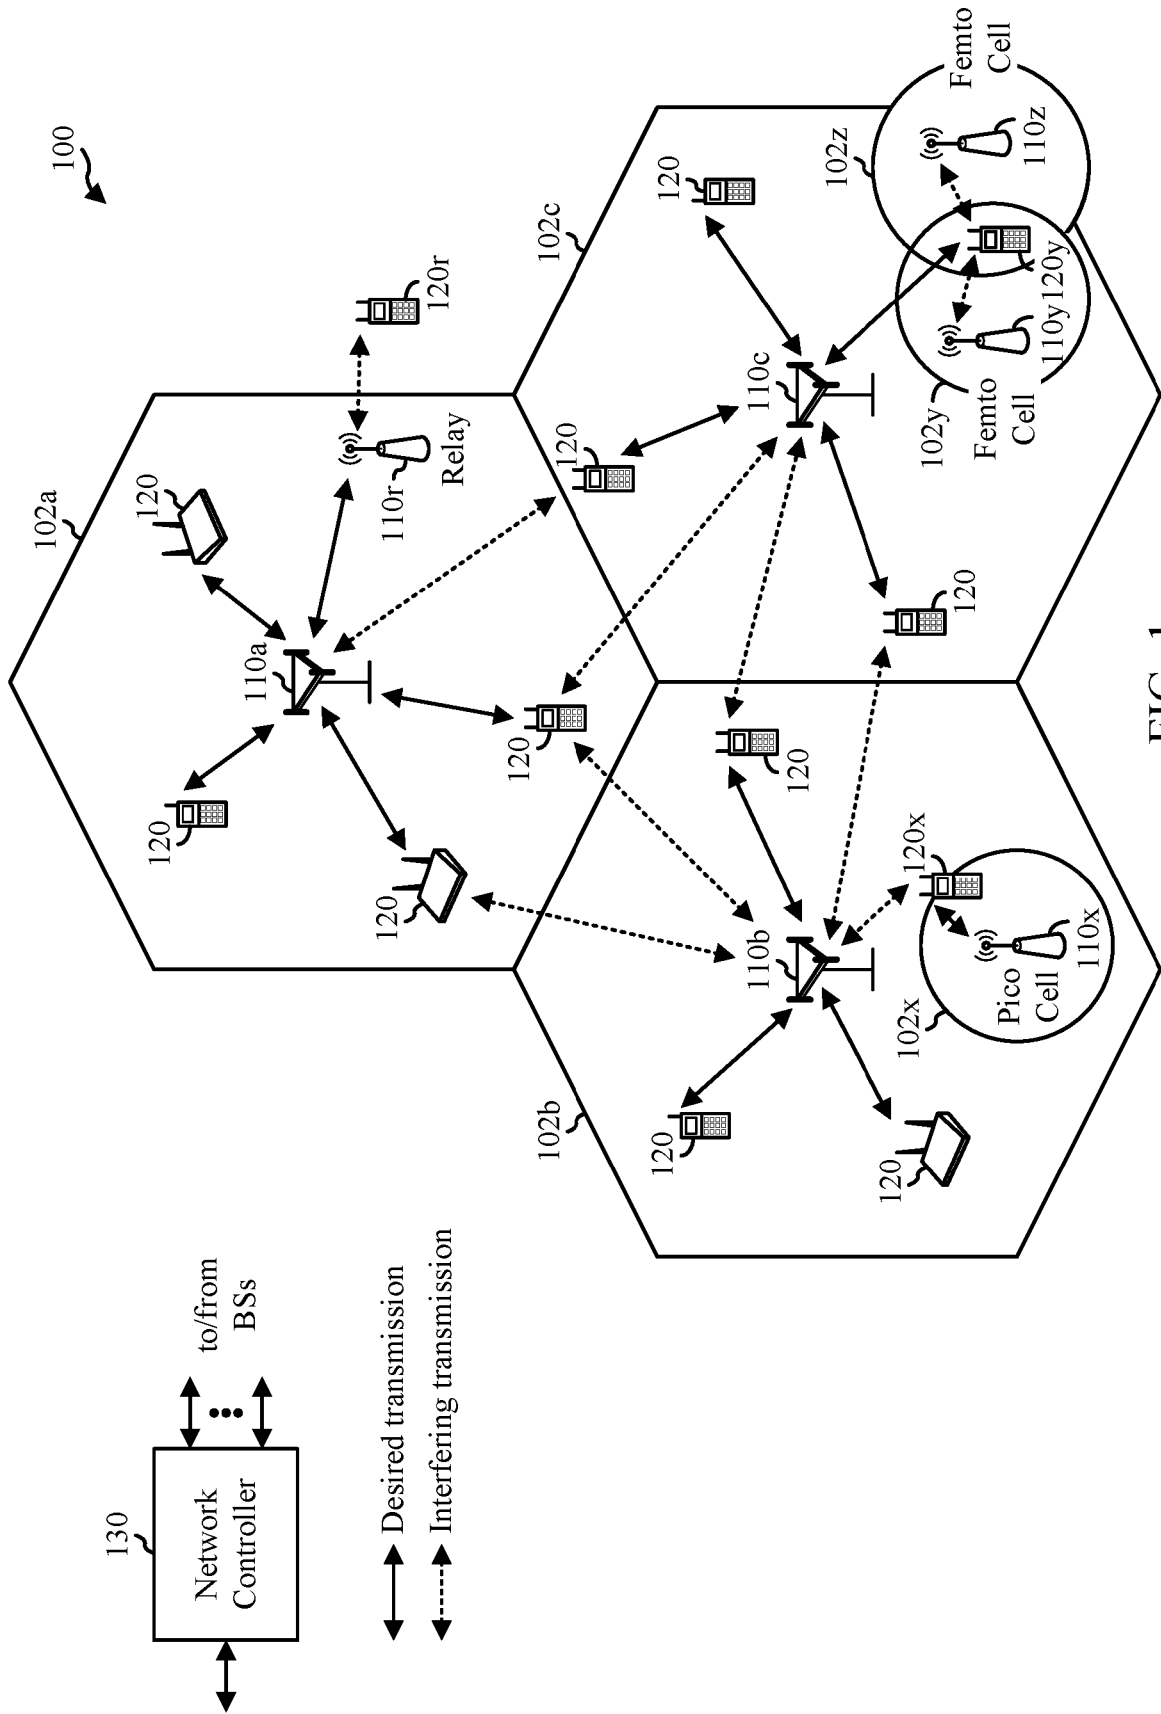 100
130
Network
Controller
to/from
BSs
Desired transmission
Interfering transmission
102a
120
120
110a
120
110r
Relay
120r
120
120
102b
110b
120
120
120
120x
102x
Pico
Cell
110x
102c
120
120
110c
120
102y
Femto
Cell
110y
120y
102z
110z
Femto
Cell
FIG. 1